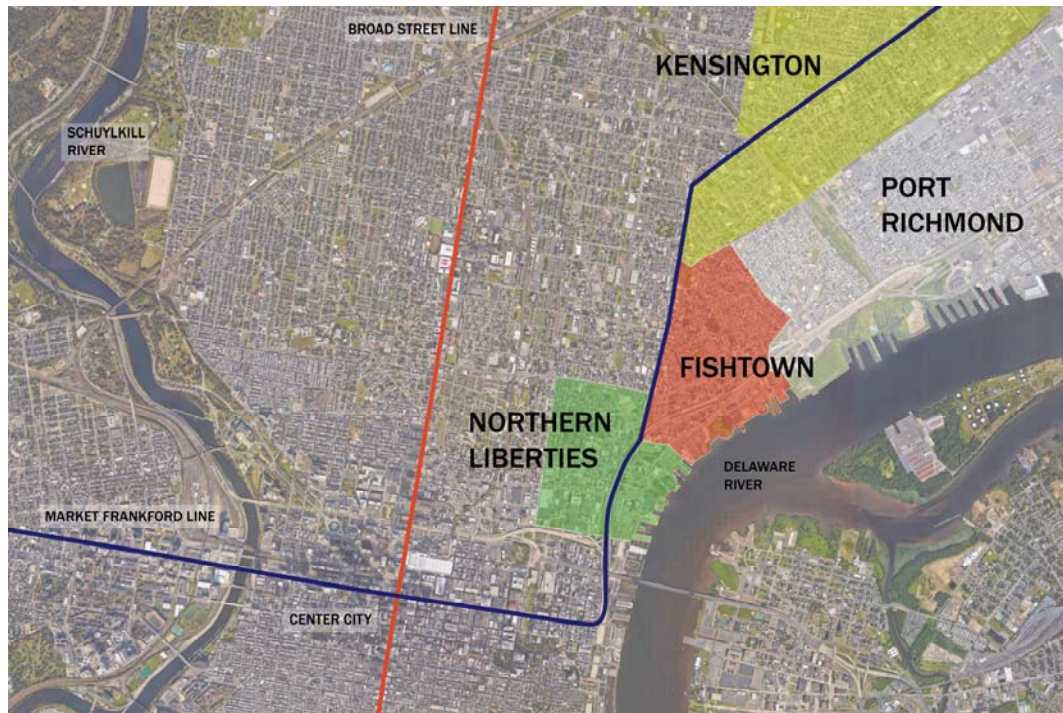 BROAD STREET LINE
KENSINGTON
SCHUYLKILL
RIVER
PORT
RICHMOND
FISHTOWN
NORTHERN
LIBERTIES
DELAWARE
RIVER
MARKET FRANKFORD LINE
CENTER CITY